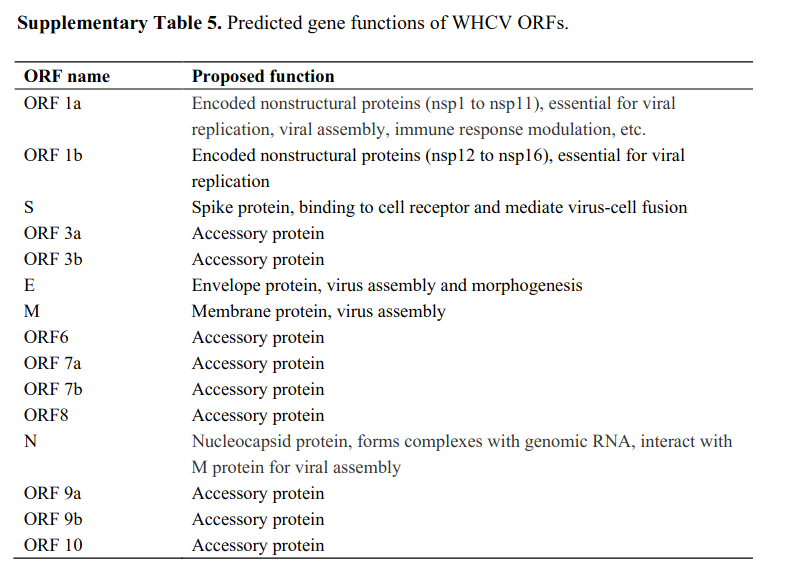 Supplementary Table 5. Predicted gene functions of WHCV ORFs.
ORF name Proposed function
ORF 1a Encoded nonstructural proteins (nsp1 to nsp11), essential for viral
replication, viral assembly, immune response modulation, etc.
ORF 1b Encoded nonstructural proteins (nsp12 to nsp16), essential for viral
replication
S Spike protein, binding to cell receptor and mediate virus-cell fusion
ORF 3a Accessory protein
ORF 3b Accessory protein
E Envelope protein, virus assembly and morphogenesis
M Membrane protein, virus assembly
ORF6 Accessory protein
ORF 7a Accessory protein
ORF 7b Accessory protein
ORF8 Accessory protein
N Nucleocapsid protein, forms complexes with genomic RNA, interact with
M protein for viral assembly
ORF 9a Accessory protein
ORF 9b Accessory protein
ORF 10 Accessory protein